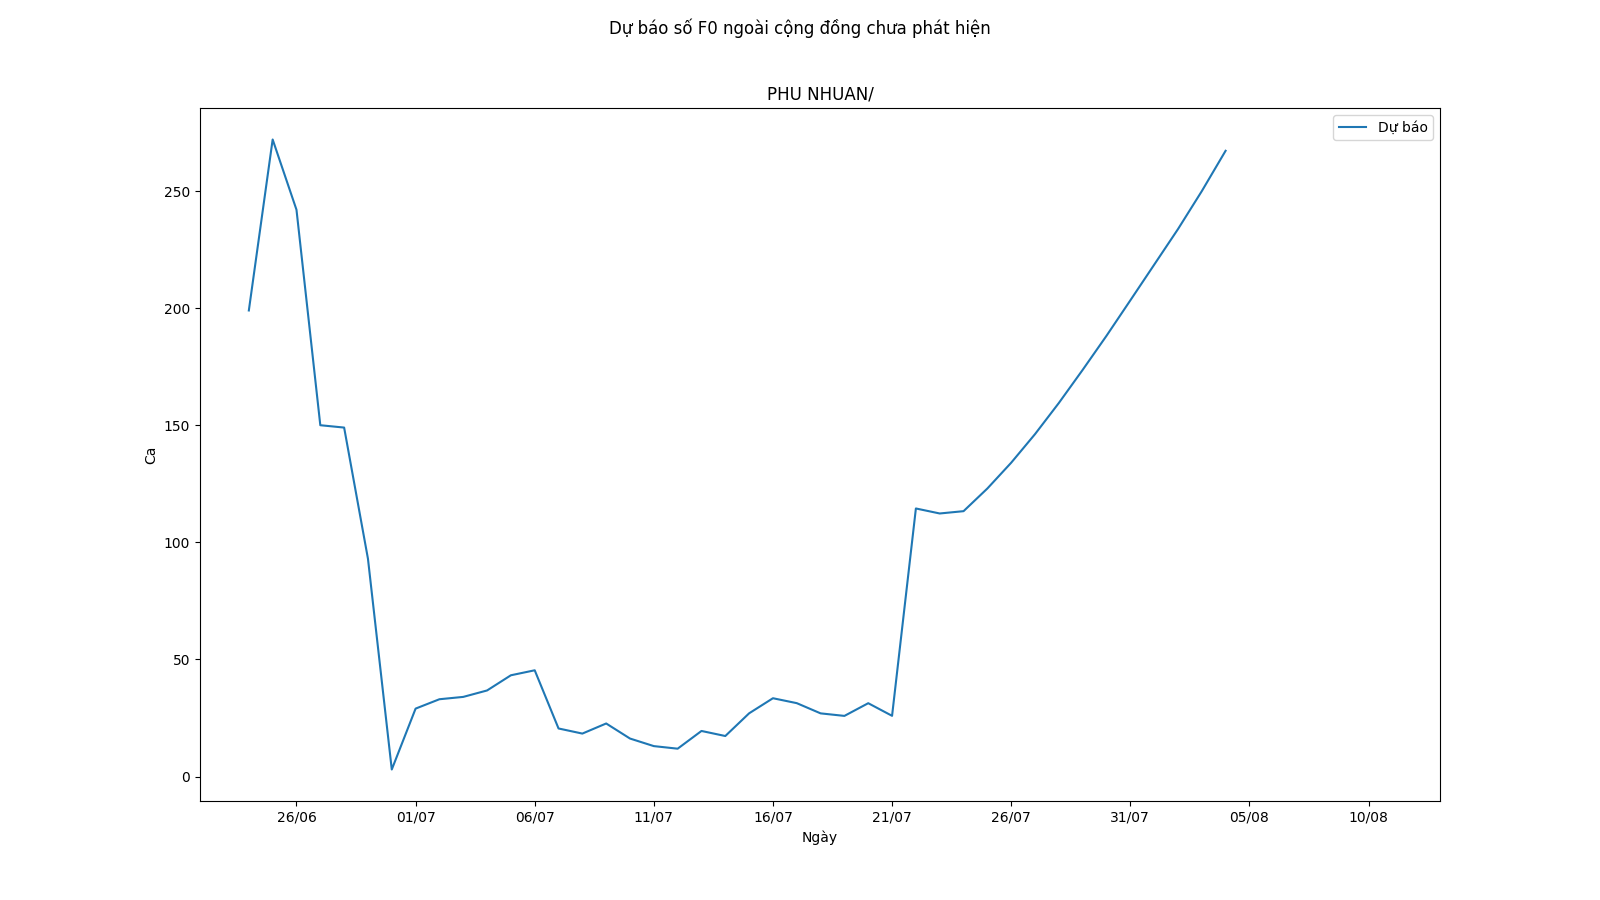 Dự báo số F0 ngoài cộng đồng chưa phát hiện
PHU NHUAN/
Dự báo
250
200
150
100
50
0
Ca
26/06 01/07 06/07 11/07 16/07 21/07 26/07 31/07 05/08 10/08
Ngày